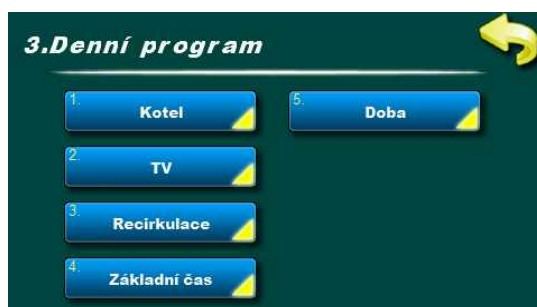 3.Denní program
1.
Kotel
2.
TV
3.
Recirkulace
4.
Základní čas
5.
Doba